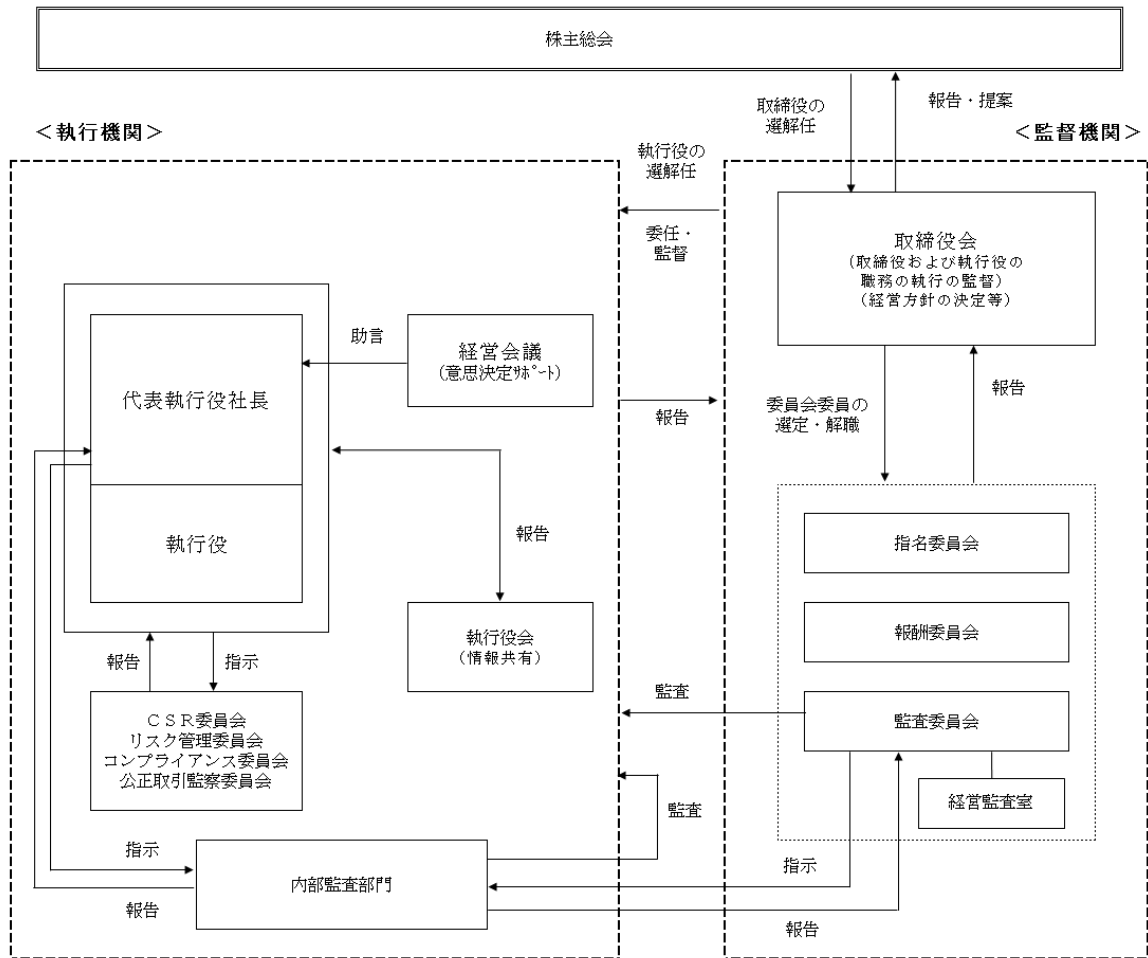 株主総会
取締役の
選解任
報告・提案
＜執行機関＞
＜監督機関＞
執行役の
選解任
委任・
監督
取締役会
(取締役および執行役の
職務の執行の監督)
(経営方針の決定等)
代表執行役社長
助言
経営会議
(意思決定ｻﾎﾟｰﾄ)
報告
委員会委員の
選定・解職
報告
執行役
報告
執行役会
(情報共有)
指名委員会
報酬委員会
報告
指示
監査
監査委員会
ＣＳＲ委員会
リスク管理委員会
コンプライアンス委員会
公正取引監察委員会
監査
経営監査室
指示
内部監査部門
指示
報告
報告